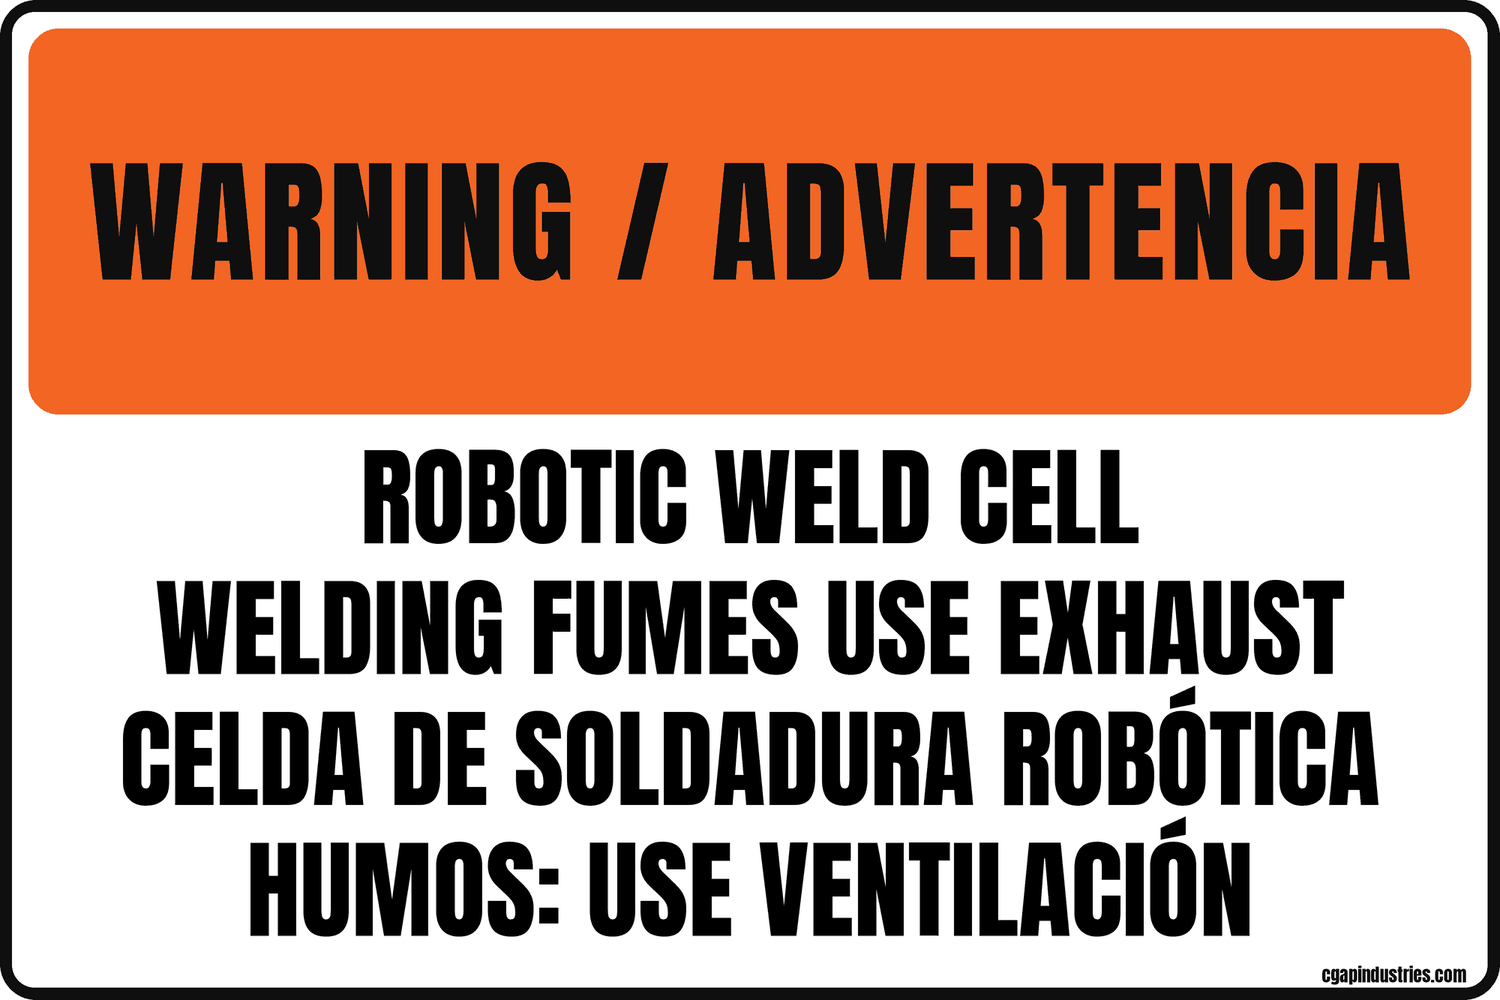 WARNING / ADVERTENCIA
ROBOTIC WELD CELL
WELDING FUMES USE EXHAUST
CELDA DE SOLDADURA ROBÓTICA
HUMOS: USE VENTILACIÓN
cgapindustries.com